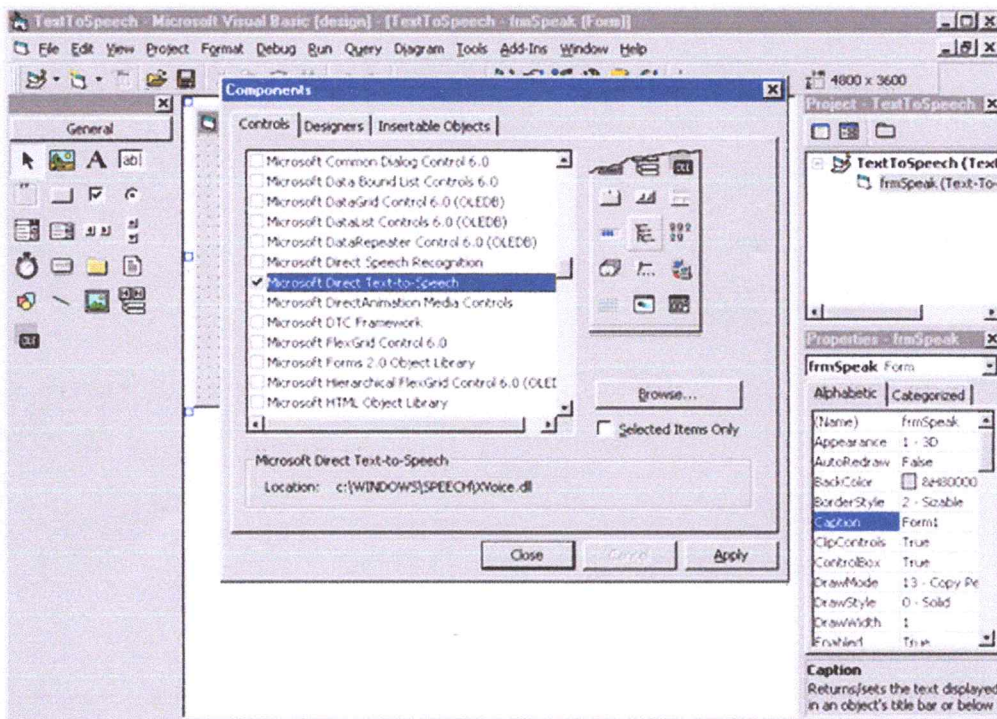 TextToSpeech - Microsoft Visual Basic [design] - [TextToSpeech - frmSpeak (Form)]
File Edit View Project Format Debug Run Query Diagram Tools Add-Ins Window Help
4800 x 3600
General
A
ab
OLE
Components
Controls
Designers
Insertable Objects
Microsoft Common Dialog Control 6.0
Microsoft Data Bound List Controls 6.0
Microsoft DataGrid Control 6.0 (OLEDB)
Microsoft DataList Controls 6.0 (OLEDB)
Microsoft DataRepeater Control 6.0 (OLEDB)
Microsoft Direct Speech Recognition
Microsoft Direct Text-to-Speech
Microsoft DirectAnimation Media Controls
Microsoft DTC Framework
Microsoft FlexGrid Control 6.0
Microsoft Forms 2.0 Object Library
Microsoft Hierarchical FlexGrid Control 6.0 (OLE
Microsoft HTML Object Library
Browse...
Selected Items Only
Microsoft Direct Text-to-Speech
Location: c:\WINDOWS\SPEECH\XVoice.dll
Close
Cancel
Apply
Project - TextToSpeech
TextToSpeech (Text
frmSpeak (Text-To-
Properties - frmSpeak
frmSpeak Form
Alphabetic
Categorized
(Name) frmSpeak
Appearance 1 - 3D
AutoRedraw False
BackColor &H80000
BorderStyle 2 - Sizable
Caption Form1
ClipControls True
ControlBox True
DrawMode 13 - Copy Pe
DrawStyle 0 - Solid
DrawWidth 1
Enabled True
Caption
Returns/sets the text displayed
in an object's title bar or below